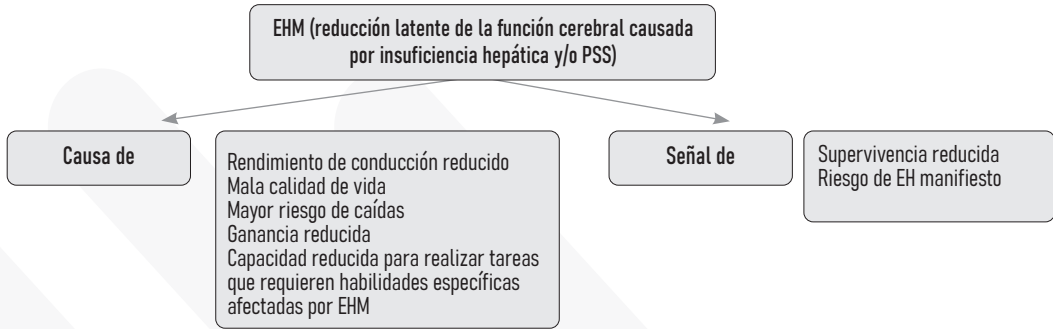 EHM (reducción latente de la función cerebral causada
por insuficiencia hepática y/o PSS)
Causa de
Rendimiento de conducción reducido
Mala calidad de vida
Mayor riesgo de caídas
Ganancia reducida
Capacidad reducida para realizar tareas
que requieren habilidades específicas
afectadas por EHM
Señal de
Supervivencia reducida
Riesgo de EH manifiesto